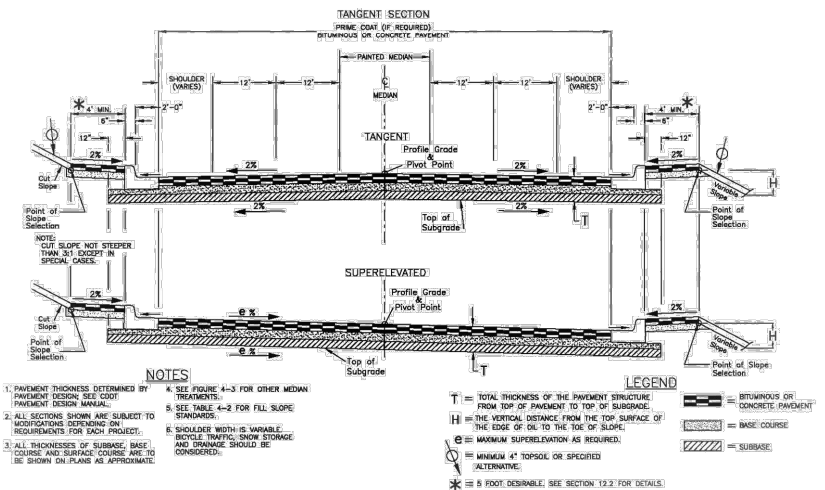 TANGENT SECTION
PRIME COAT (IF REQUIRED)
BITUMINOUS OR CONCRETE PAVEMENT
PAINTED MEDIAN
SHOULDER
(VARIES)
12'
12'
℄
MEDIAN
12'
12'
SHOULDER
(VARIES)
4' MIN.
6"
2'-0"
12"
2'-0"
4' MIN.
6"
12"
TANGENT
Profile Grade
&
Pivot Point
2%
2%
2%
2%
Cut
Slope
Variable
Slope
H
Point of
Slope
Selection
2%
2%
Top of
Subgrade
T
Point of
Slope
Selection
NOTE:
CUT SLOPE NOT STEEPER
THAN 3:1 EXCEPT IN
SPECIAL CASES.
SUPERELEVATED
Profile Grade
&
Pivot Point
2%
e %
2%
Cut
Slope
Variable
Slope
H
Point of
Slope
Selection
e %
Top of
Subgrade
T
Point of Slope
Selection
NOTES
1. PAVEMENT THICKNESS DETERMINED BY
PAVEMENT DESIGN; SEE CDOT
PAVEMENT DESIGN MANUAL.
2. ALL SECTIONS SHOWN ARE SUBJECT TO
MODIFICATIONS DEPENDING ON
REQUIREMENTS FOR EACH PROJECT.
3. ALL THICKNESSES OF SUBBASE, BASE
COURSE AND SURFACE COURSE ARE TO
BE SHOWN ON PLANS AS APPROXIMATE.
4. SEE FIGURE 4-3 FOR OTHER MEDIAN
TREATMENTS.
5. SEE TABLE 4-2 FOR FILL SLOPE
STANDARDS.
6. SHOULDER WIDTH IS VARIABLE.
BICYCLE TRAFFIC, SNOW STORAGE
AND DRAINAGE SHOULD BE
CONSIDERED.
LEGEND
T = TOTAL THICKNESS OF THE PAVEMENT STRUCTURE
FROM TOP OF PAVEMENT TO TOP OF SUBGRADE.
H = THE VERTICAL DISTANCE FROM THE TOP SURFACE OF
THE EDGE OF OIL TO THE TOE OF SLOPE.
e = MAXIMUM SUPERELEVATION AS REQUIRED.
= MINIMUM 4" TOPSOIL OR SPECIFIED
ALTERNATIVE.
= 5 FOOT DESIRABLE. SEE SECTION 12.2 FOR DETAILS.
= BITUMINOUS OR
CONCRETE PAVEMENT
= BASE COURSE
= SUBBASE